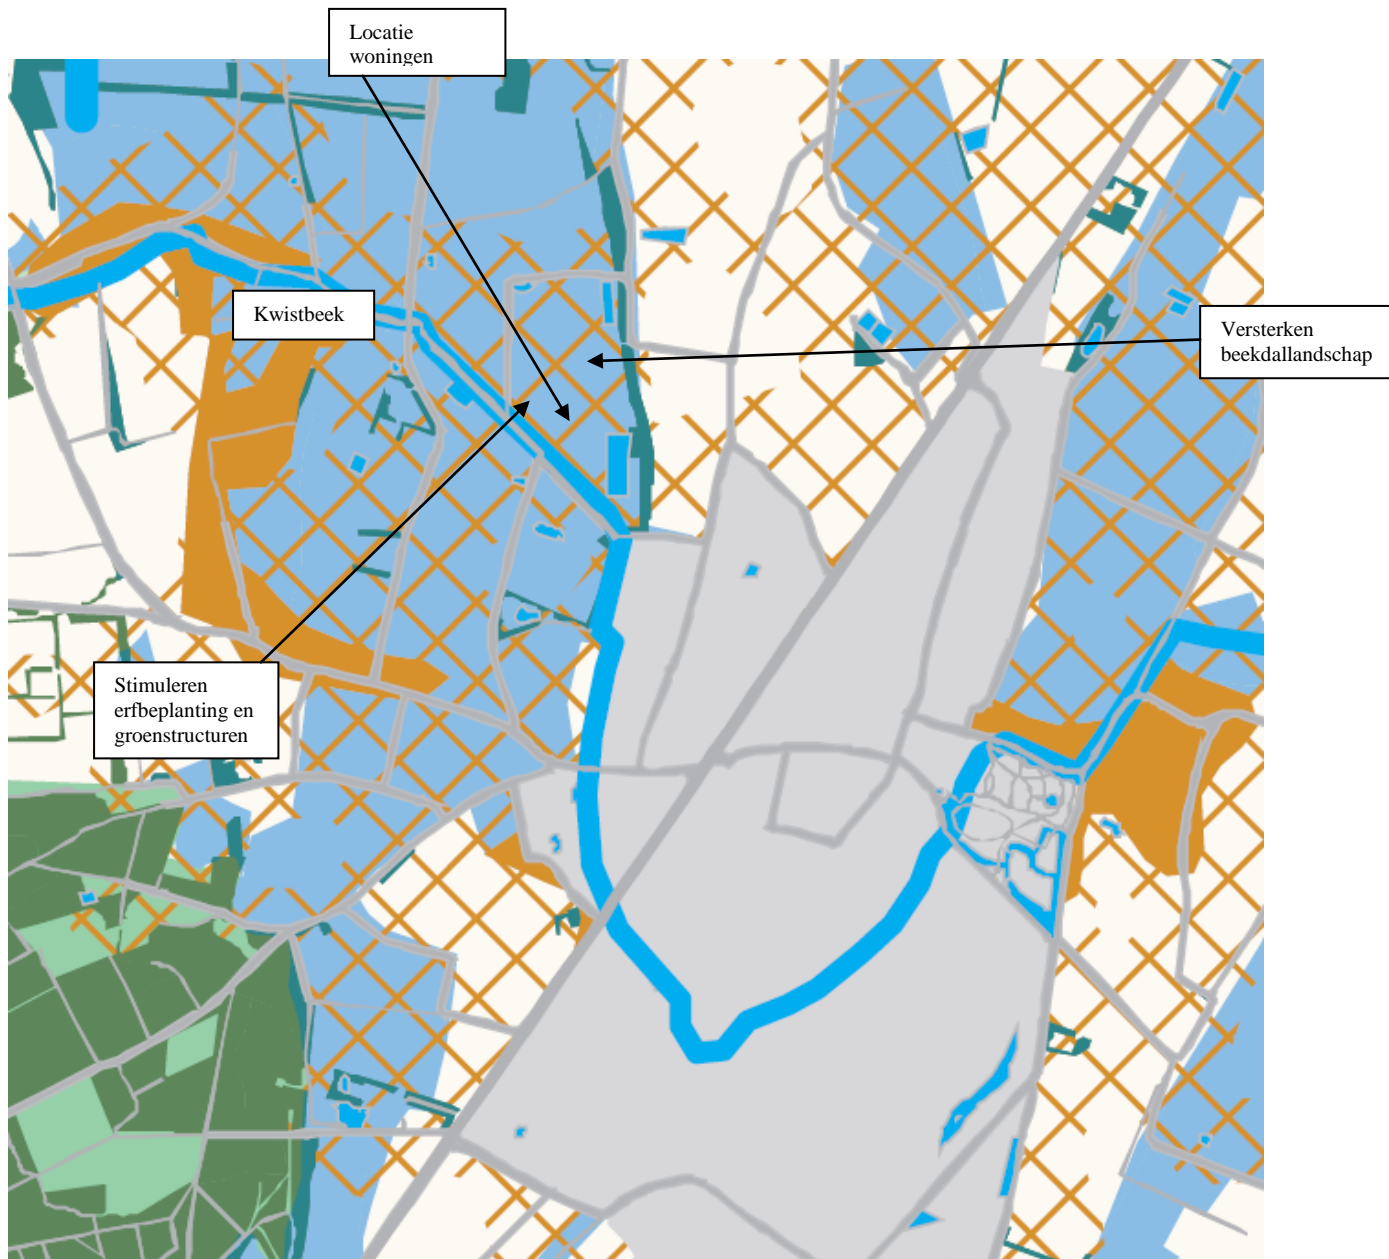 Locatie
woningen
Kwistbeek
Versterken
beekdallandschap
Stimuleren
erfbeplanting en
groenstructuren